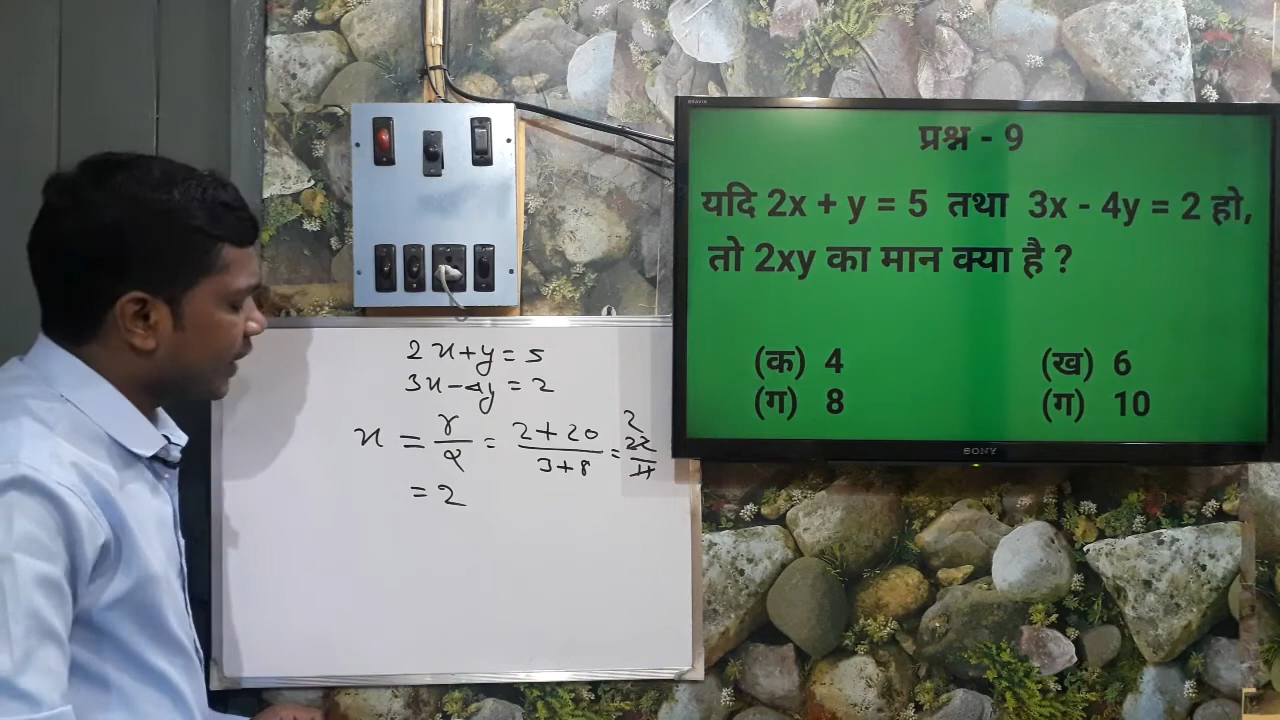 BRAVIA
प्रश्न - 9
यदि 2x + y = 5 तथा 3x - 4y = 2 हो,
तो 2xy का मान क्या है ?
(क) 4 (ख) 6
(ग) 8 (ग) 10
SONY
2x+y=5
3x-4y=2
x = = 2+20/3+8 = 22/11 2
=2